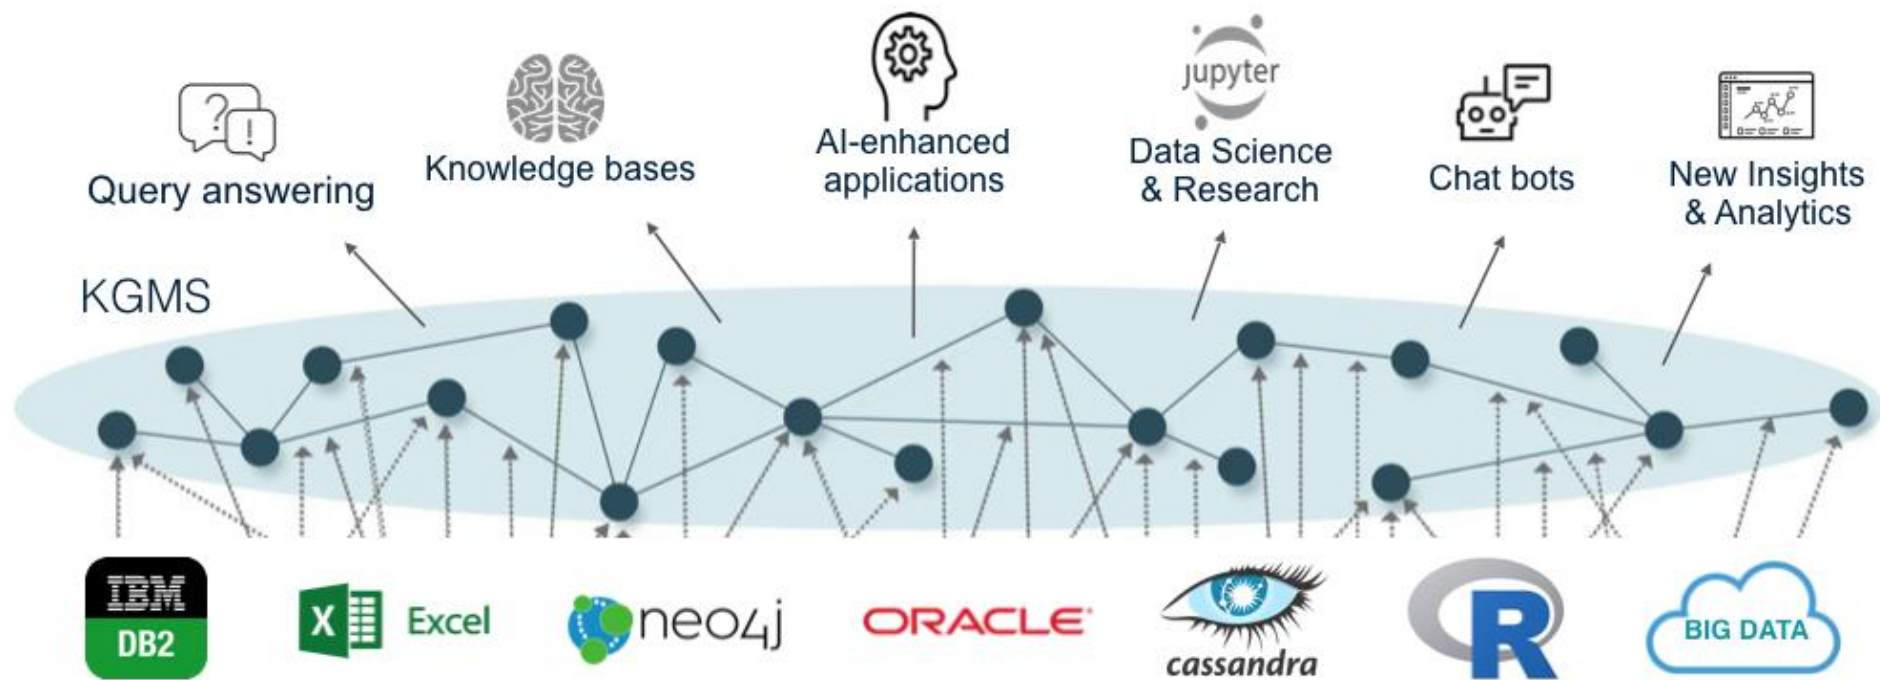 jupyter
Query answering
Knowledge bases
AI-enhanced
applications
Data Science
& Research
Chat bots
New Insights
& Analytics
KGMS
IBM
DB2
X
Excel
neo4j
ORACLE
cassandra
R
BIG DATA